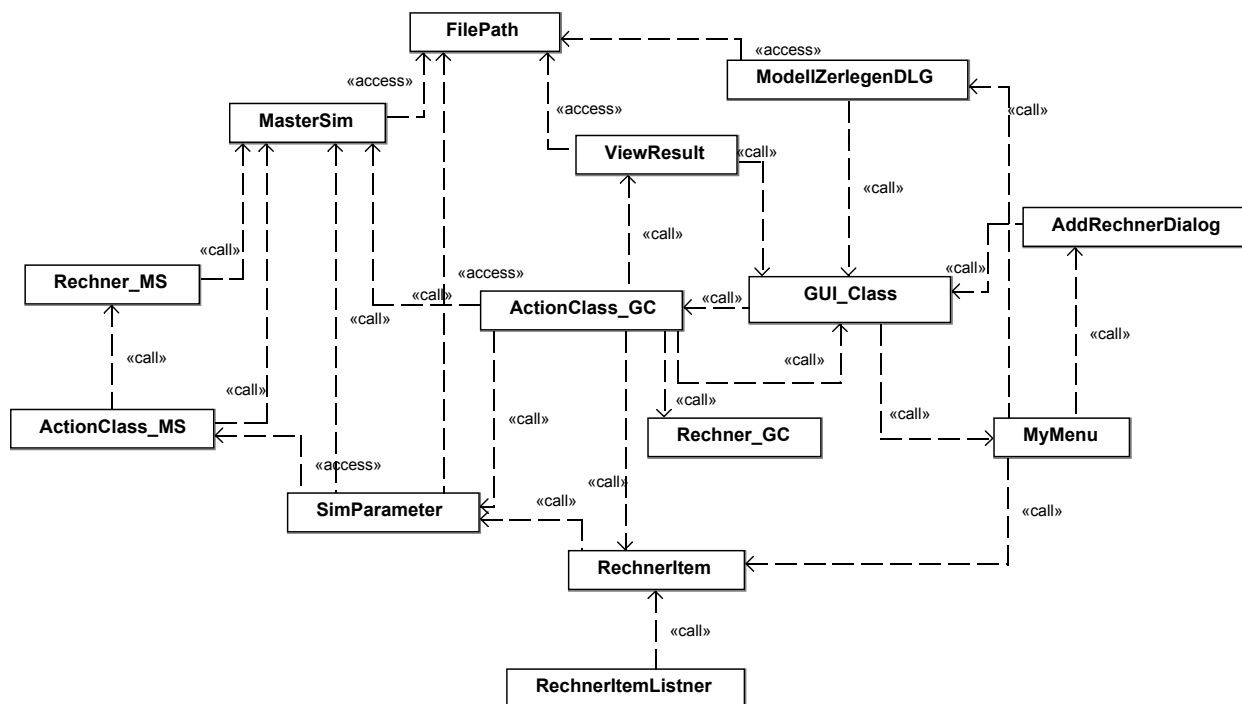 FilePath
«access»
ModellZerlegenDLG
«access»
«access»
«call»
MasterSim
ViewResult
«call»
«call»
AddRechnerDialog
«call»
«call»
«access»
«call»
Rechner_MS
«call»
ActionClass_GC
«call»
GUI_Class
«call»
«call»
«call»
«call»
«call»
«call»
«call»
ActionClass_MS
Rechner_GC
MyMenu
«access»
«call»
SimParameter
«call»
«call»
RechnerItem
«call»
RechnerItemListner